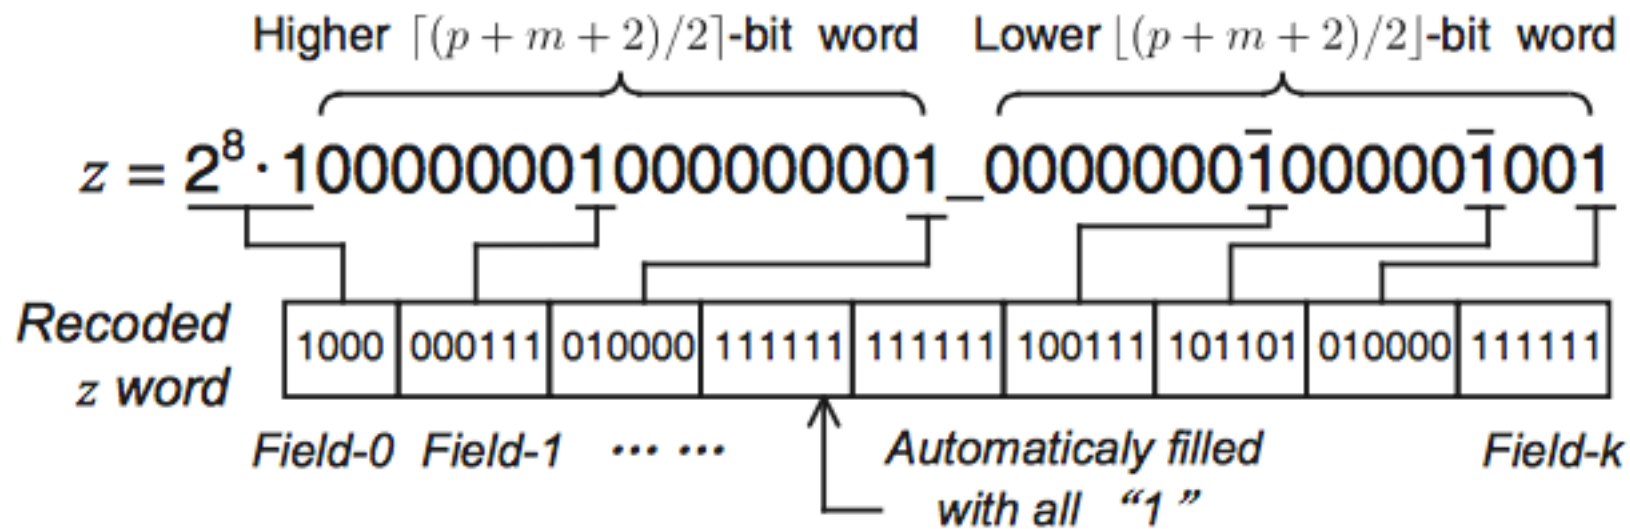 Higher ⌈(p + m + 2)/2⌉-bit word Lower ⌊(p + m + 2)/2⌋-bit word
z = 2⁸ · 100000001000000001_00000001̄000001̄001
Recoded z word
1000 000111 010000 111111 111111 100111 101101 010000 111111
Field-0 Field-1 ... ... Field-k
Automaticaly filled
with all “1”